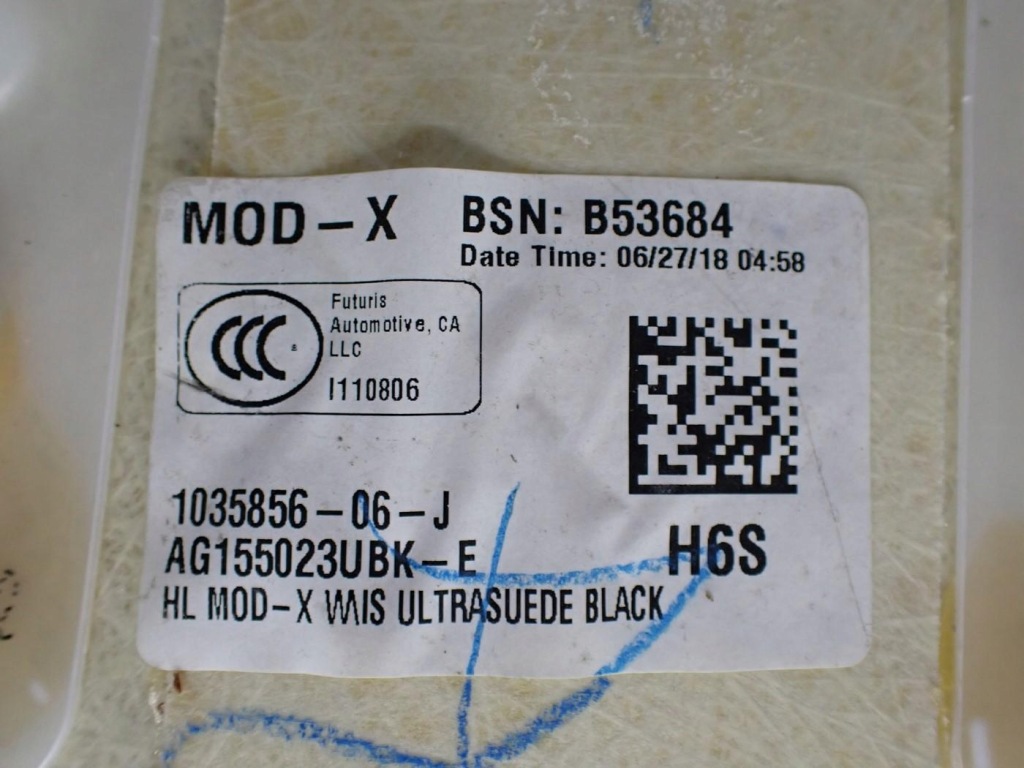 MOD-X
BSN: B53684
Date Time: 06/27/18 04:58
CCC
Futuris
Automotive, CA
LLC
I110806
1035856-06-J
AG155023UBK-E
H6S
HL MOD-X ULTRASUEDE BLACK